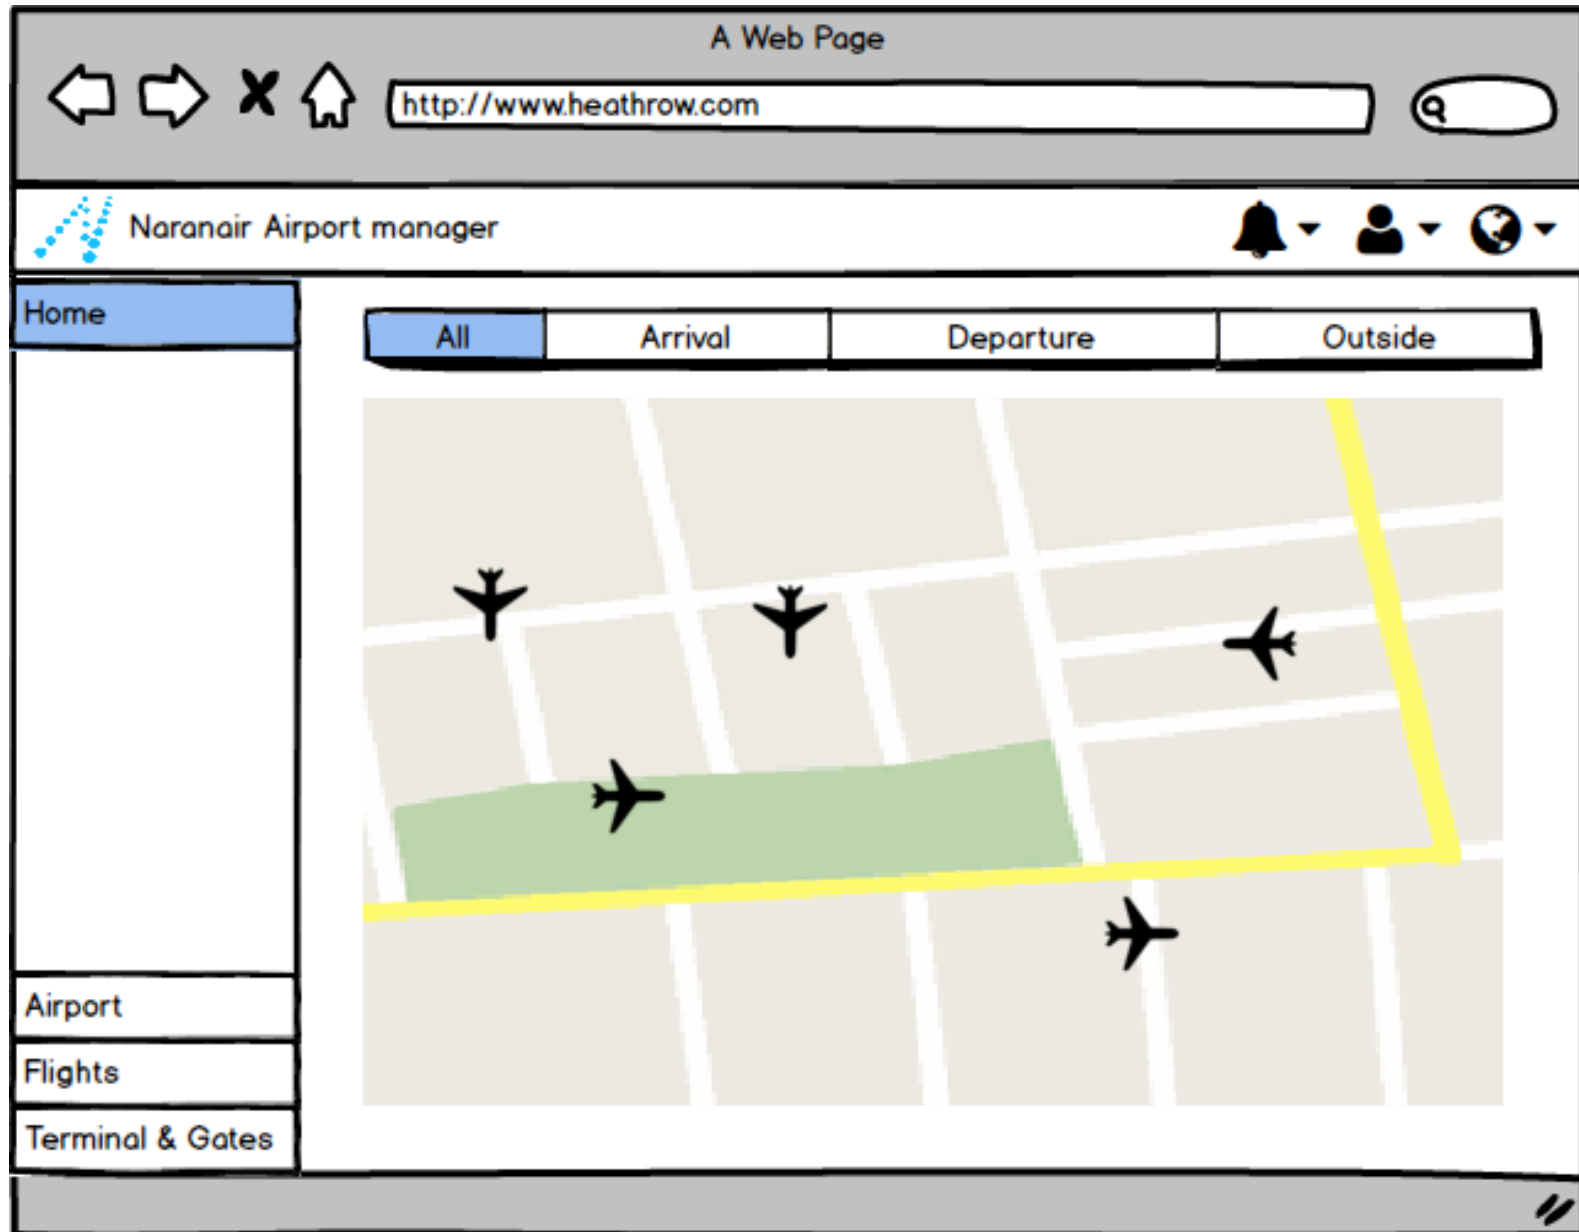 A Web Page
http://www.heathrow.com
Naranair Airport manager
Home
All
Arrival
Departure
Outside
Airport
Flights
Terminal & Gates